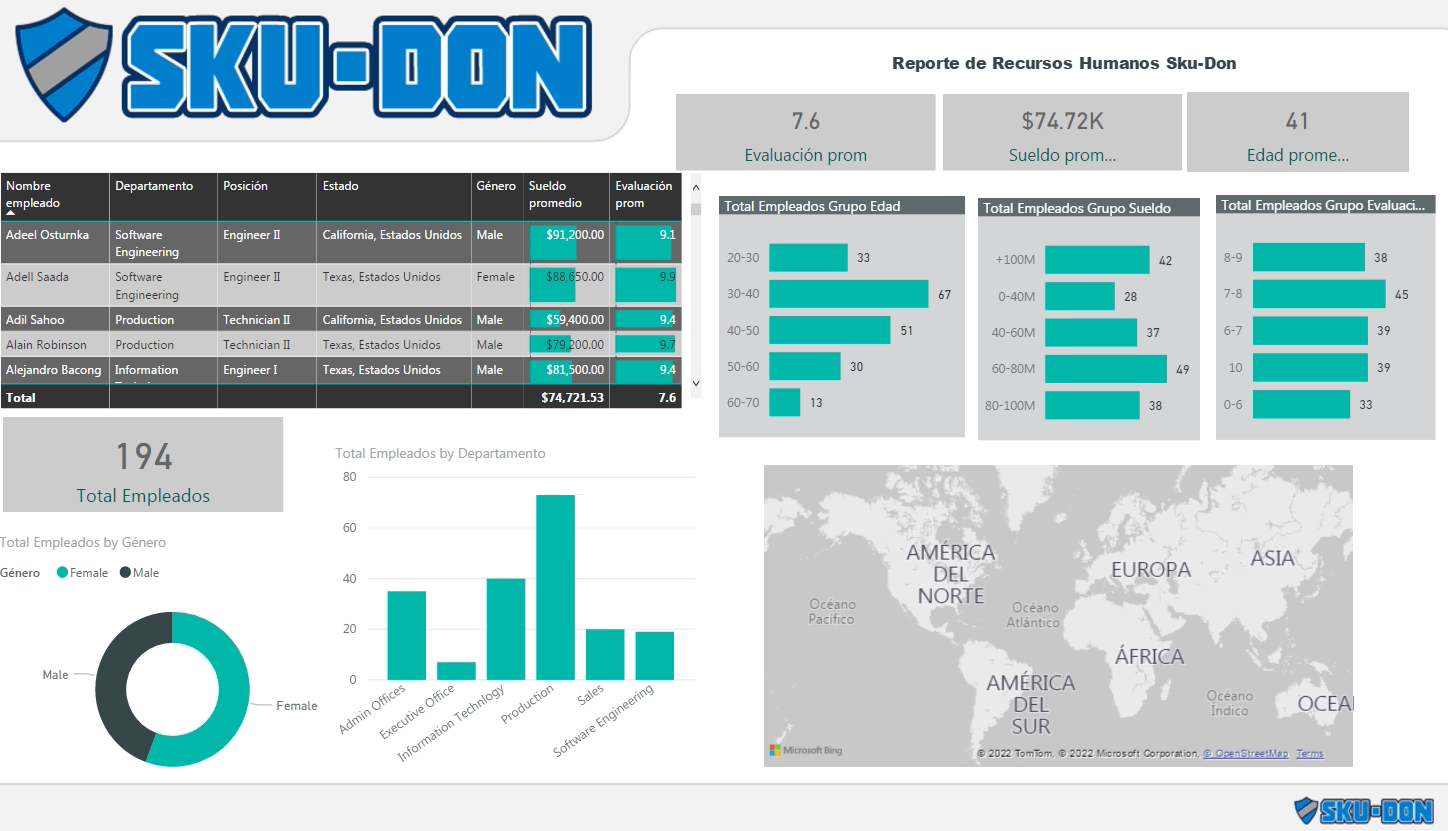 SKU-DON
Reporte de Recursos Humanos Sku-Don
7.6
Evaluación prom
$74.72K
Sueldo prom...
41
Edad prome...
Nombre empleado Departamento Posición Estado Género Sueldo promedio Evaluación prom
Adeel Osturnka Software Engineering Engineer II California, Estados Unidos Male $91,200.00 9.1
Adell Saada Software Engineering Engineer II Texas, Estados Unidos Female $88,650.00 9.9
Adil Sahoo Production Technician II California, Estados Unidos Male $59,400.00 9.4
Alain Robinson Production Technician II Texas, Estados Unidos Male $79,200.00 9.7
Alejandro Bacong Information Engineer I Texas, Estados Unidos Male $81,500.00 9.4
Total $74,721.53 7.6
Total Empleados Grupo Edad
20-30 33
30-40 67
40-50 51
50-60 30
60-70 13
Total Empleados Grupo Sueldo
+100M 42
0-40M 28
40-60M 37
60-80M 49
80-100M 38
Total Empleados Grupo Evaluaci...
8-9 38
7-8 45
6-7 39
10 39
0-6 33
194
Total Empleados
Total Empleados by Género
Género Female Male
Male
Female
Total Empleados by Departamento
80
60
40
20
0
Admin Offices
Executive Office
Information Technlogy
Production
Sales
Software Engineering
AMÉRICA
DEL
NORTE
EUROPA
ASIA
Océano
Pacífico
Océano
Atlántico
ÁFRICA
AMÉRICA
DEL
SUR
Océano
Índico
OCEA
Microsoft Bing
© 2022 TomTom, © 2022 Microsoft Corporation, © OpenStreetMap Terms
SKU-DON